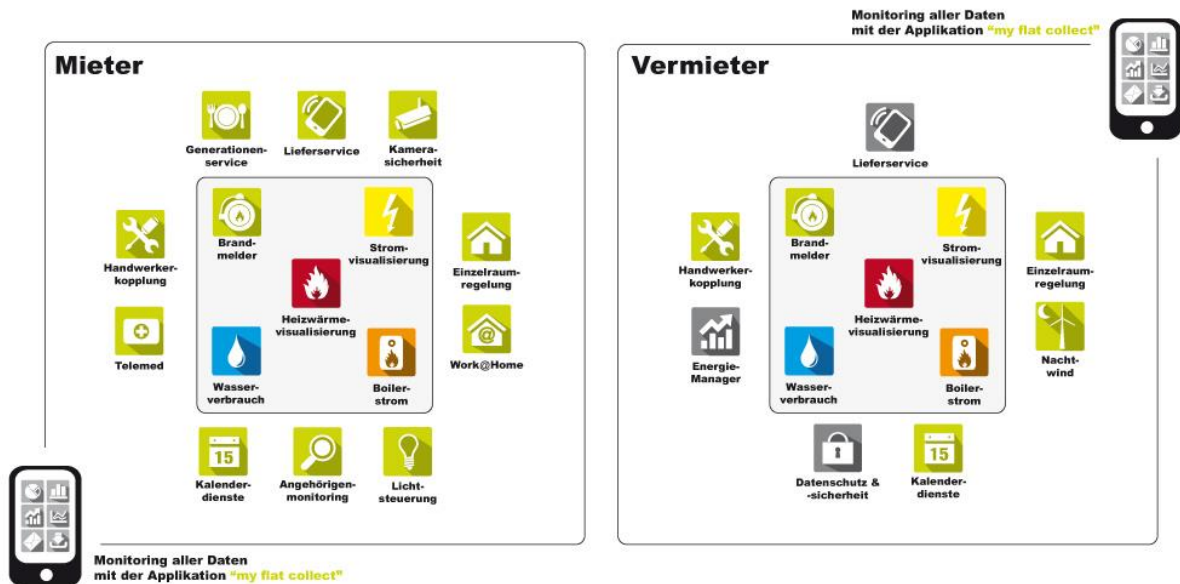 Monitoring aller Daten
mit der Applikation “my flat collect”
Mieter
Generationen-
service
Lieferservice
Kamera-
sicherheit
Handwerker-
kopplung
Brand-
melder
Strom-
visualisierung
Einzelraum-
regelung
Heizwärme-
visualisierung
Telemed
Work@Home
Wasser-
verbrauch
Boiler-
strom
15
Kalender-
dienste
Angehörigen-
monitoring
Licht-
steuerung
Monitoring aller Daten
mit der Applikation “my flat collect”
Vermieter
Lieferservice
Handwerker-
kopplung
Brand-
melder
Strom-
visualisierung
Einzelraum-
regelung
Heizwärme-
visualisierung
Energie-
Manager
Nacht-
wind
Wasser-
verbrauch
Boiler-
strom
Datenschutz &
-sicherheit
15
Kalender-
dienste